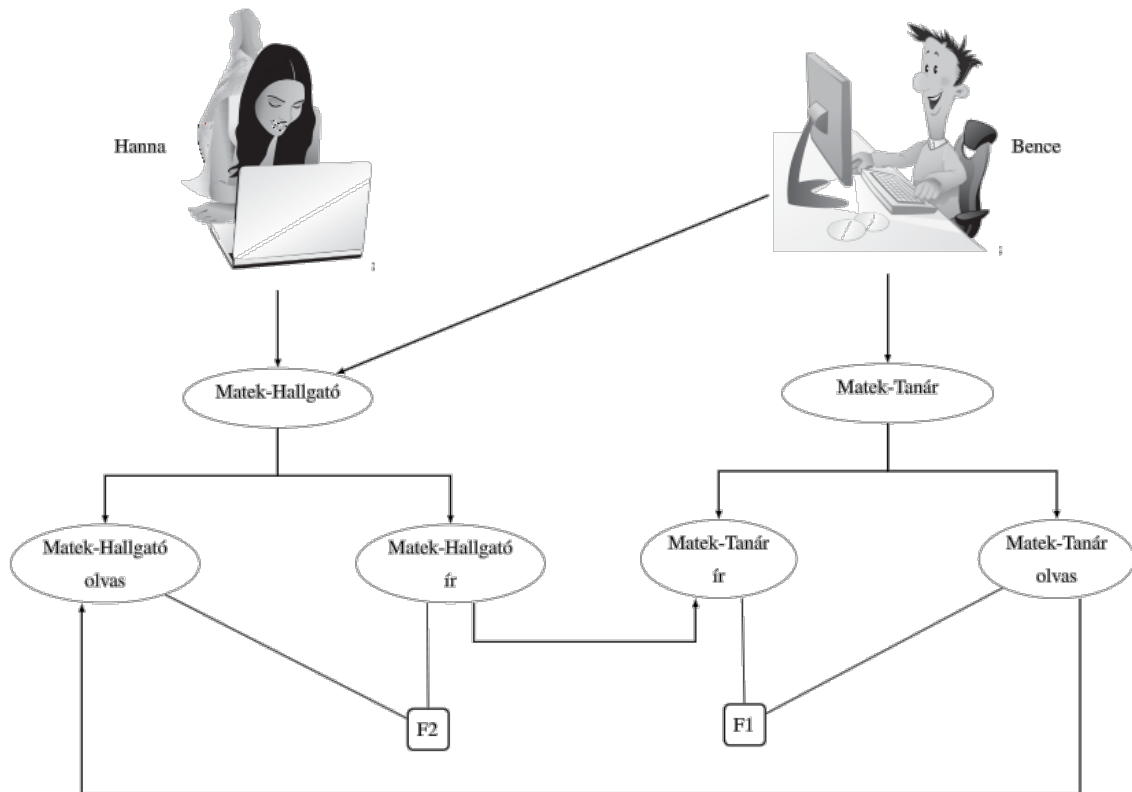 Hanna
Bence
Matek-Hallgató
Matek-Tanár
Matek-Hallgató
olvas
Matek-Hallgató
ír
Matek-Tanár
ír
Matek-Tanár
olvas
F2
F1